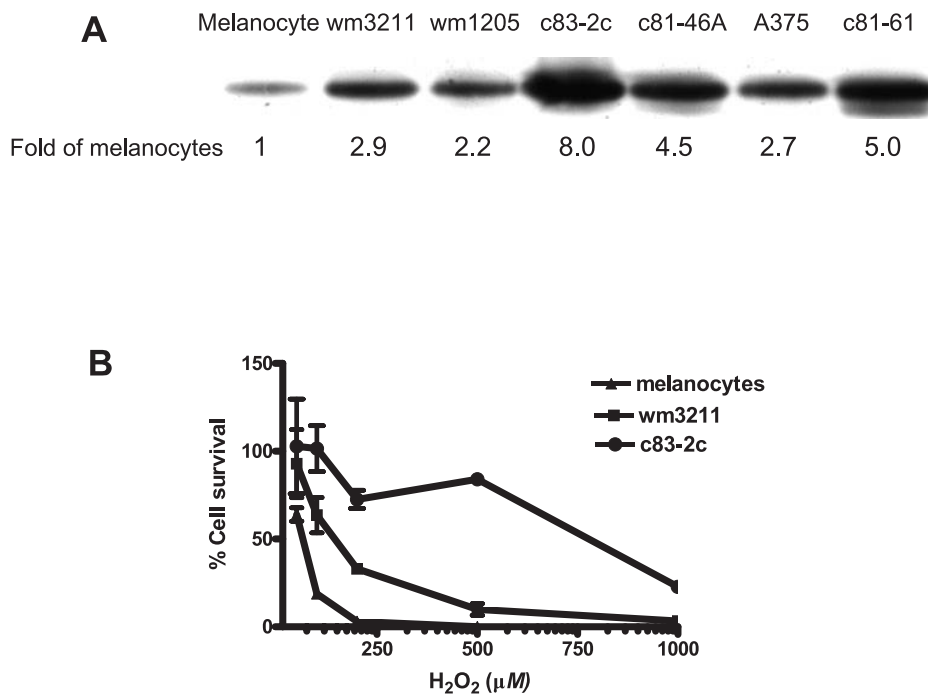 A
Melanocyte wm3211 wm1205 c83-2c c81-46A A375 c81-61
Fold of melanocytes 1 2.9 2.2 8.0 4.5 2.7 5.0
B
150
100
50
0
% Cell survival
melanocytes
wm3211
c83-2c
250 500 750 1000
H₂O₂ (μM)